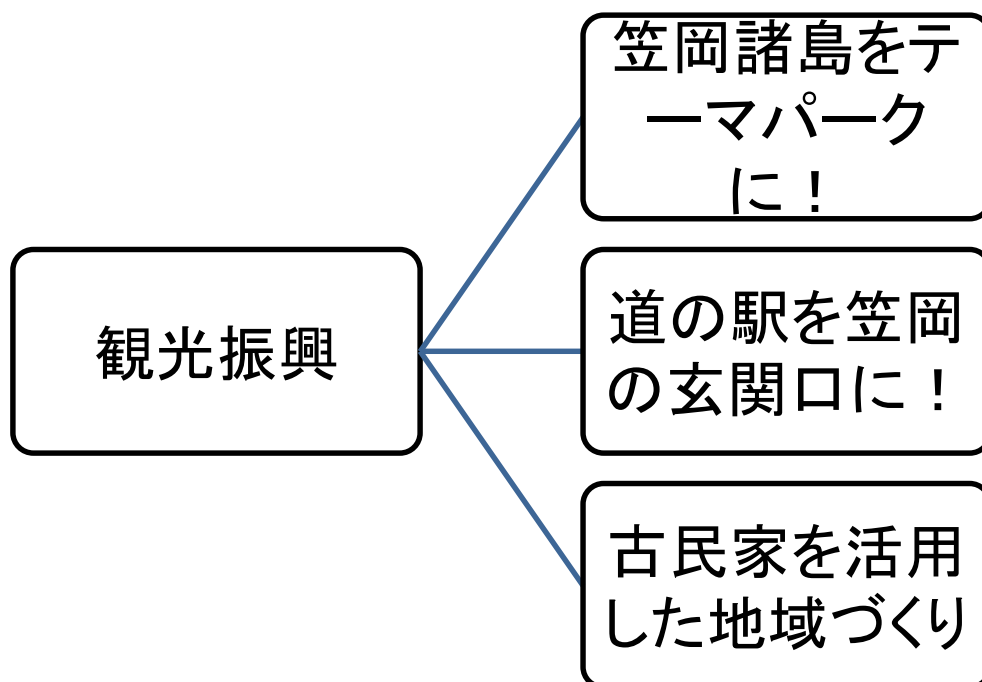 観光振興
笠岡諸島をテ
ーマパーク
に！
道の駅を笠岡
の玄関口に！
古民家を活用
した地域づくり